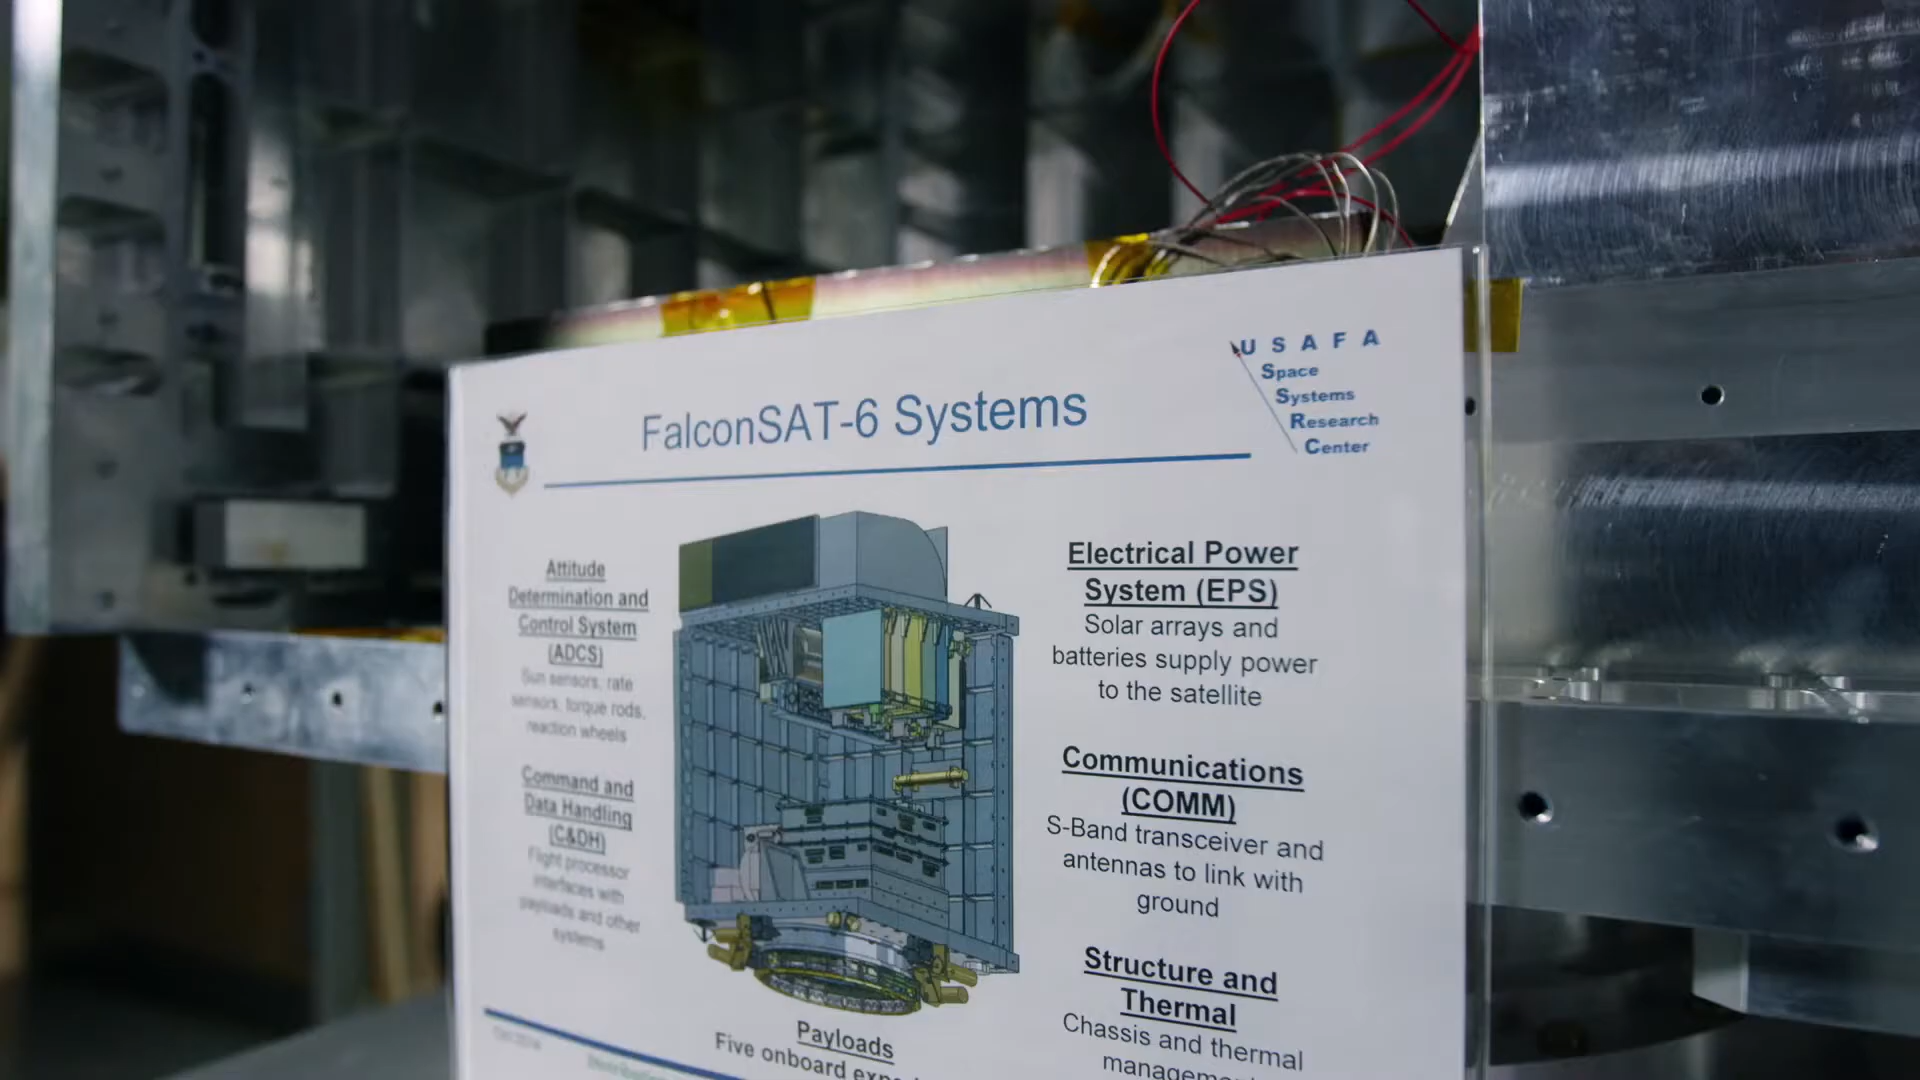 USAFA
Space
Systems
Research
Center
FalconSAT-6 Systems
Attitude
Determination and
Control System
(ADCS)
Sun sensors, rate
sensors, torque rods,
reaction wheels
Command and
Data Handling
(C&DH)
Flight processor
interfaces with
payloads and other
systems
Electrical Power
System (EPS)
Solar arrays and
batteries supply power
to the satellite
Communications
(COMM)
S-Band transceiver and
antennas to link with
ground
Structure and
Thermal
Chassis and thermal
Payloads
Five onboard